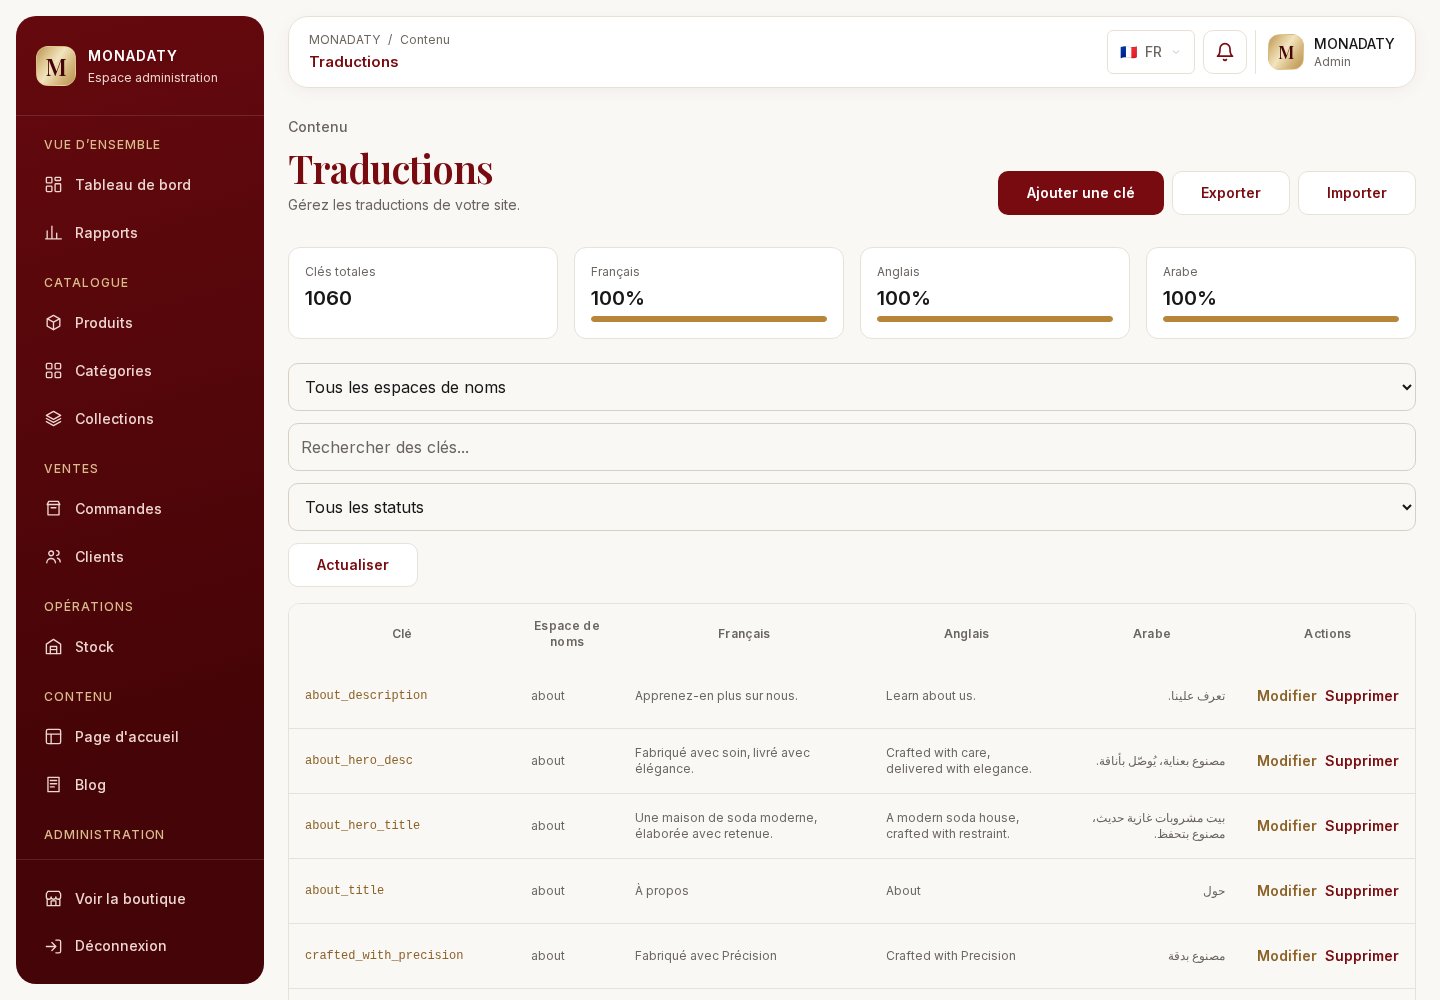 M
MONADATY
Espace administration
VUE D’ENSEMBLE
Tableau de bord
Rapports
CATALOGUE
Produits
Catégories
Collections
VENTES
Commandes
Clients
OPÉRATIONS
Stock
CONTENU
Page d'accueil
Blog
ADMINISTRATION
Voir la boutique
Déconnexion
MONADATY / Contenu
Traductions
FR
M
MONADATY
Admin
Contenu
Traductions
Gérez les traductions de votre site.
Ajouter une clé
Exporter
Importer
Clés totales
1060
Français
100%
Anglais
100%
Arabe
100%
Tous les espaces de noms
Rechercher des clés...
Tous les statuts
Actualiser
Clé
Espace de
noms
Français
Anglais
Arabe
Actions
about_description
about
Apprenez-en plus sur nous.
Learn about us.
تعرف علينا.
Modifier Supprimer
about_hero_desc
about
Fabriqué avec soin, livré avec
élégance.
Crafted with care,
delivered with elegance.
مصنوع بعناية، يُوصّل بأناقة.
Modifier Supprimer
about_hero_title
about
Une maison de soda moderne,
élaborée avec retenue.
A modern soda house,
crafted with restraint.
بيت مشروبات غازية حديث،
مصنوع بتحفظ.
Modifier Supprimer
about_title
about
À propos
About
حول
Modifier Supprimer
crafted_with_precision
about
Fabriqué avec Précision
Crafted with Precision
مصنوع بدقة
Modifier Supprimer